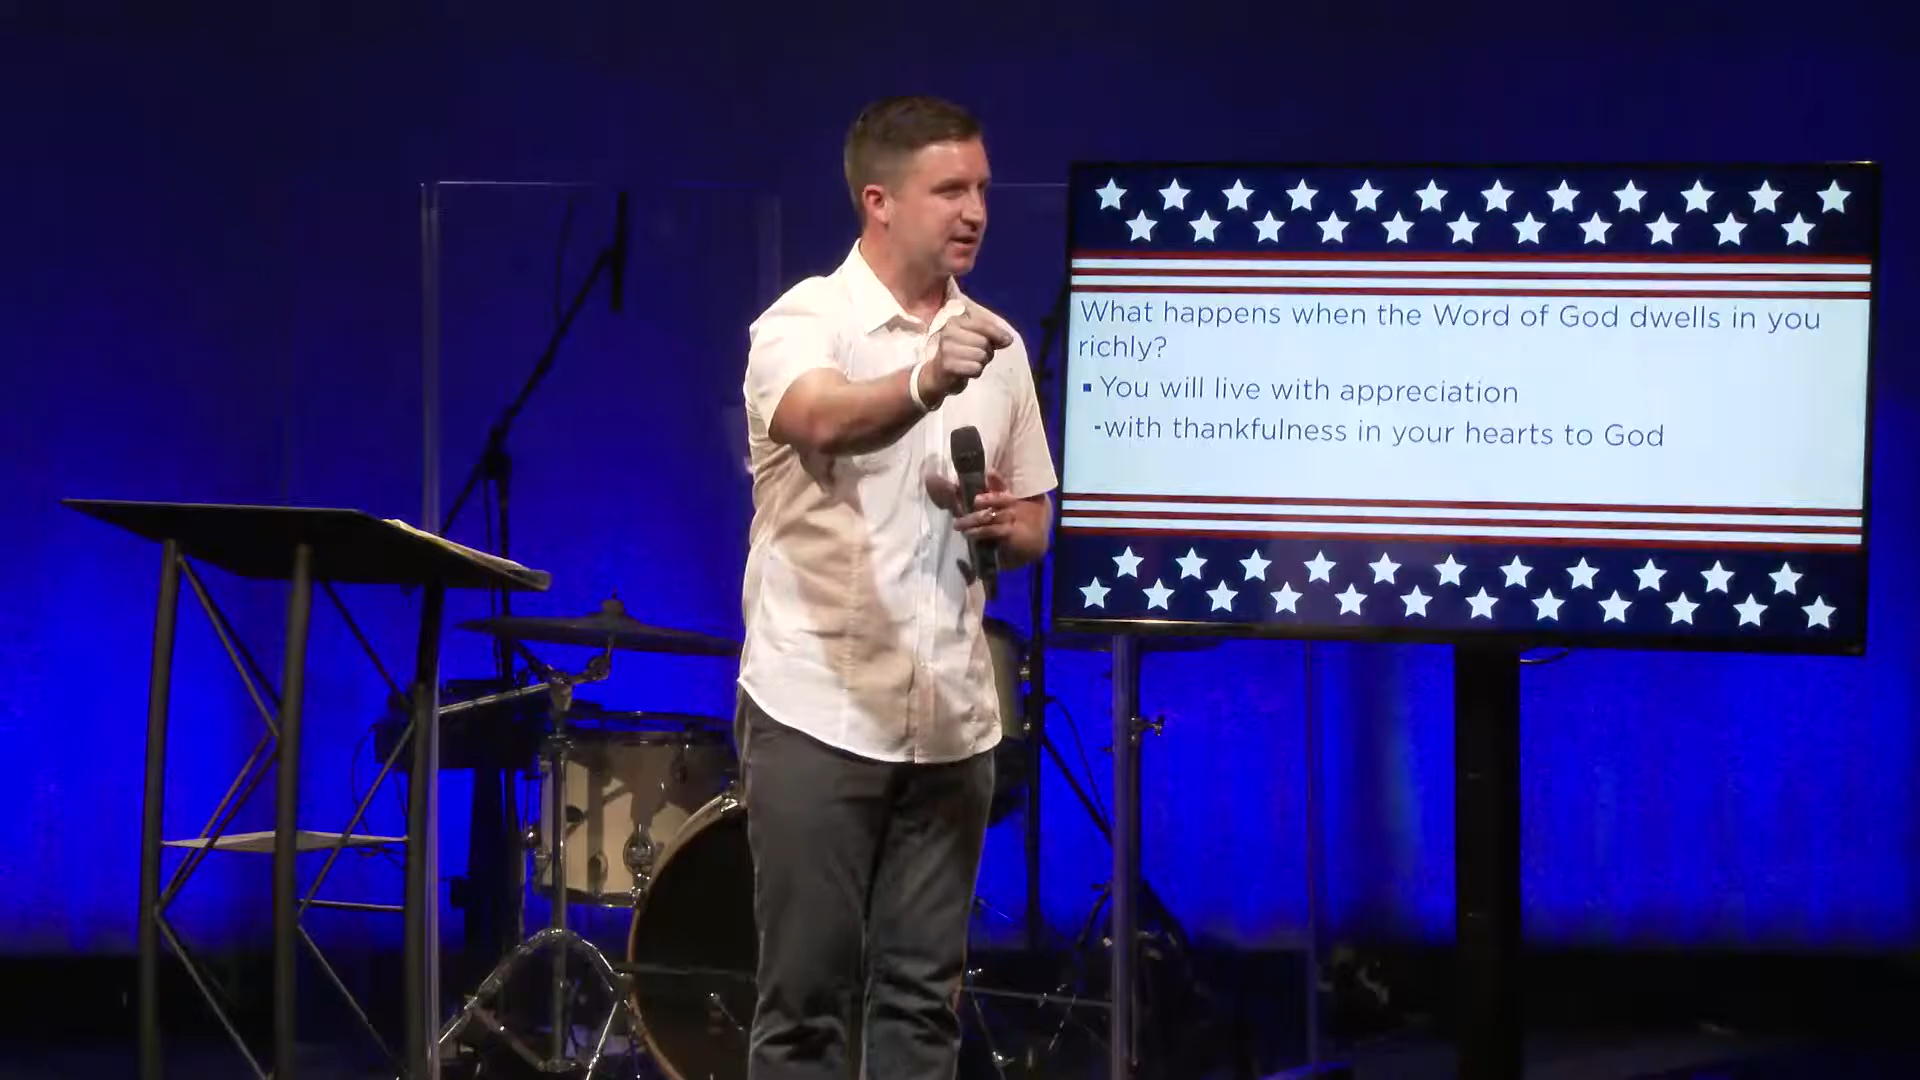 What happens when the Word of God dwells in you
richly?
▪ You will live with appreciation
-with thankfulness in your hearts to God